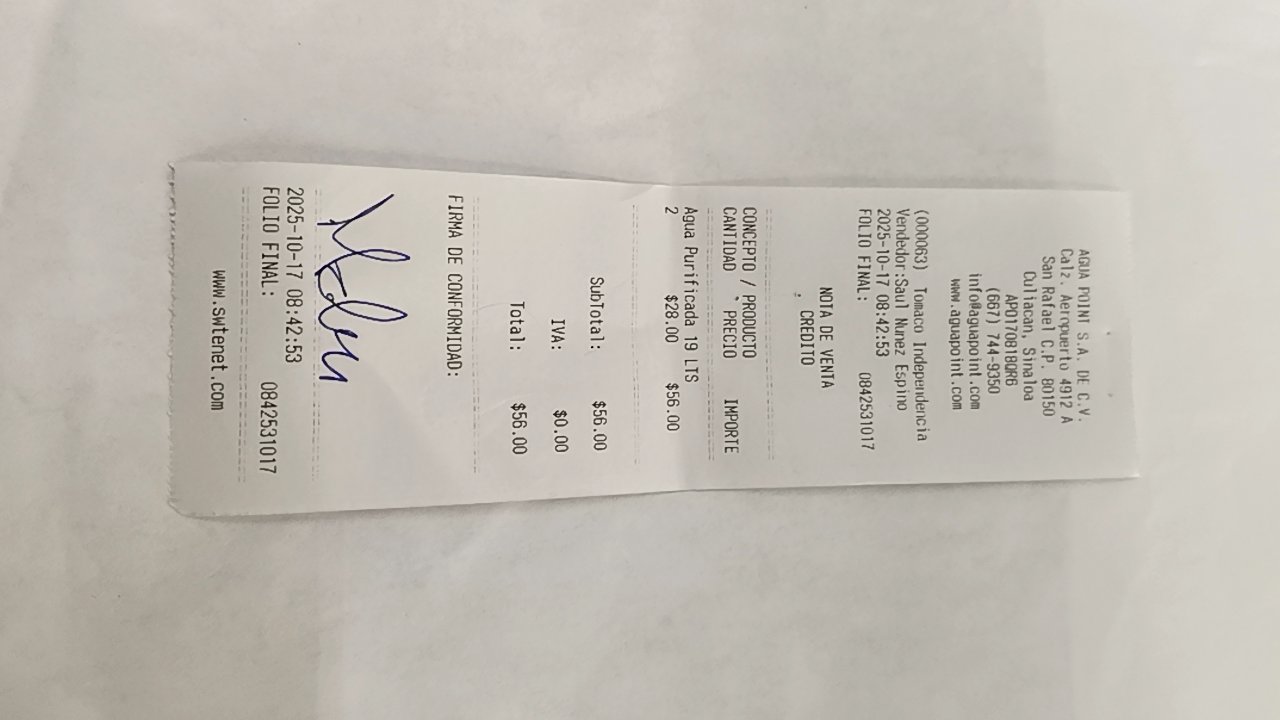 AGUA POINT S.A. DE C.V.
Calz. Aeropuerto 4912 A
San Rafael C.P. 80150
Culiacan, Sinaloa
APO170818QR6
(667) 744-9350
info@aguapoint.com
www.aguapoint.com
(000063) Tomaco Independencia
Vendedor:Saul Nunez Espino
2025-10-17 08:42:53
FOLIO FINAL: 0842531017
NOTA DE VENTA
CREDITO
CONCEPTO / PRODUCTO
CANTIDAD PRECIO IMPORTE
Agua Purificada 19 LTS
2 $28.00 $56.00
SubTotal: $56.00
IVA: $0.00
Total: $56.00
FIRMA DE CONFORMIDAD:
2025-10-17 08:42:53
FOLIO FINAL: 0842531017
www.swtenet.com